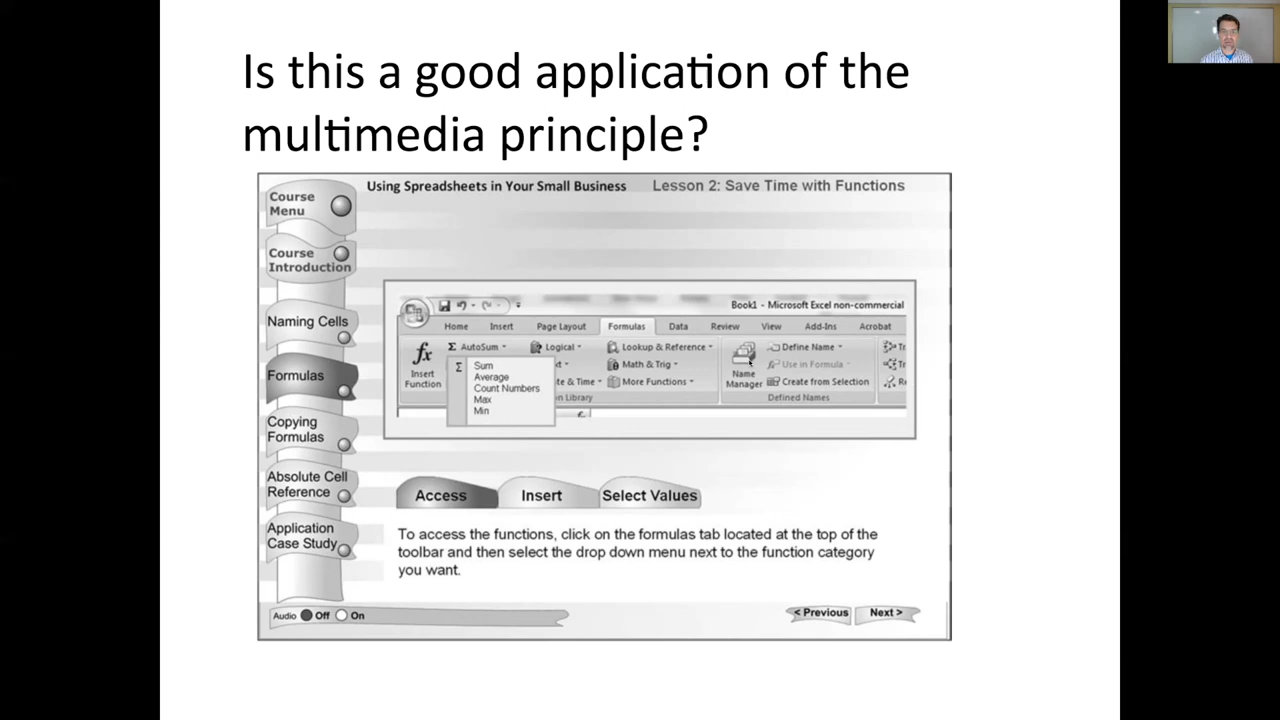 Is this a good application of the
multimedia principle?
Using Spreadsheets in Your Small Business
Lesson 2: Save Time with Functions
Course
Menu
Course
Introduction
Naming Cells
Formulas
Copying
Formulas
Absolute Cell
Reference
Application
Case Study
Book1 - Microsoft Excel non-commercial
Home Insert Page Layout Formulas Data Review View Add-Ins Acrobat
fx
Insert
Function
Σ AutoSum
Σ Sum
Average
Count Numbers
Max
Min
Logical
t
te & Time
n Library
Lookup & Reference
Math & Trig
More Functions
Name
Manager
Define Name
Use in Formula
Create from Selection
Defined Names
Tr
Tr
Re
Access Insert Select Values
To access the functions, click on the formulas tab located at the top of the
toolbar and then select the drop down menu next to the function category
you want.
Audio Off On
< Previous Next >